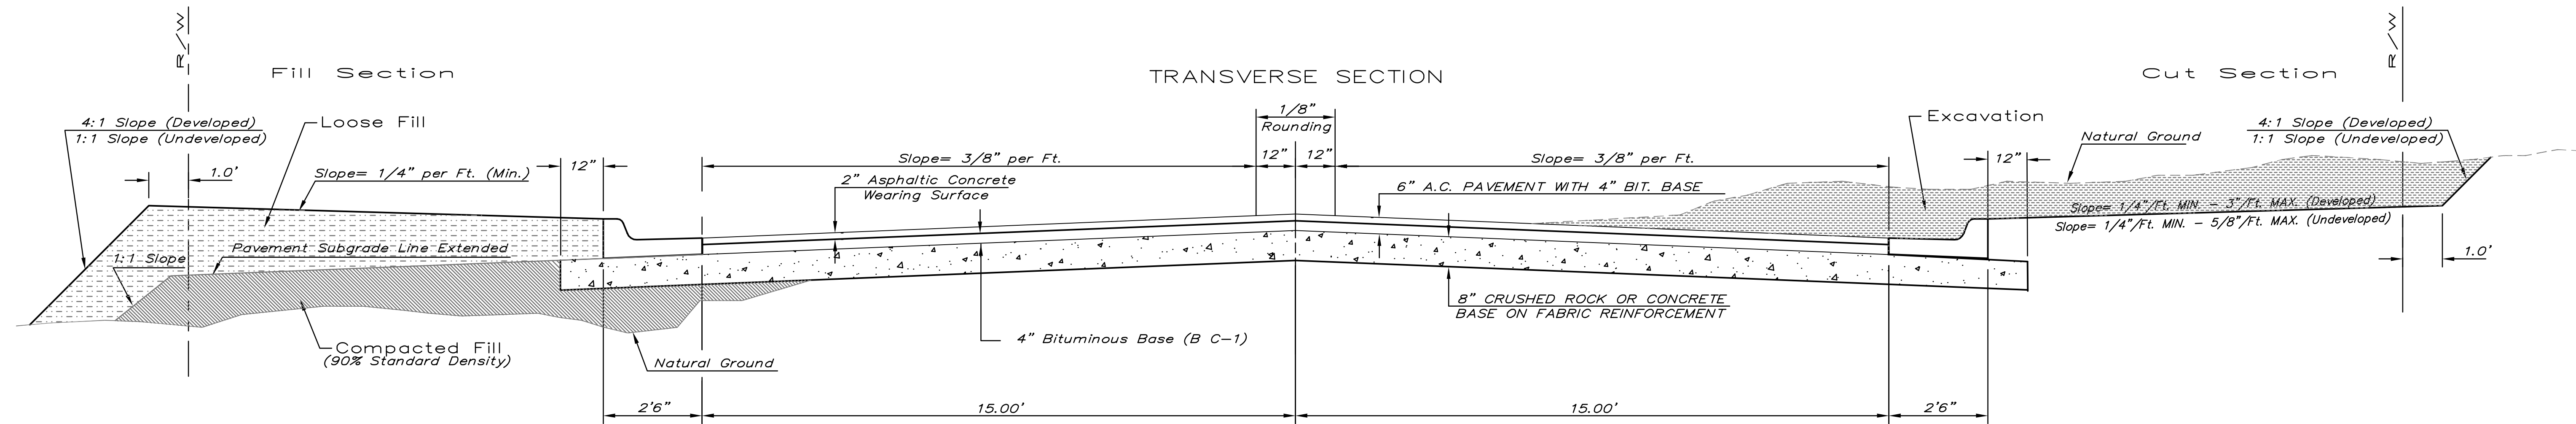 R/W
Fill Section
TRANSVERSE SECTION
Cut Section
R/W
4:1 Slope (Developed)
1:1 Slope (Undeveloped)
Loose Fill
1/8"
Rounding
Excavation
Natural Ground
4:1 Slope (Developed)
1:1 Slope (Undeveloped)
1.0'
Slope= 1/4" per Ft. (Min.)
12"
Slope= 3/8" per Ft.
12"
12"
Slope= 3/8" per Ft.
12"
2" Asphaltic Concrete
Wearing Surface
6" A.C. PAVEMENT WITH 4" BIT. BASE
Slope= 1/4"/Ft. MIN. - 3"/Ft. MAX. (Developed)
Slope= 1/4"/Ft. MIN. - 5/8"/Ft. MAX. (Undeveloped)
Pavement Subgrade Line Extended
1:1 Slope
1.0'
8" CRUSHED ROCK OR CONCRETE
BASE ON FABRIC REINFORCEMENT
4" Bituminous Base (B C-1)
Compacted Fill
(90% Standard Density)
Natural Ground
2'6"
15.00'
15.00'
2'6"